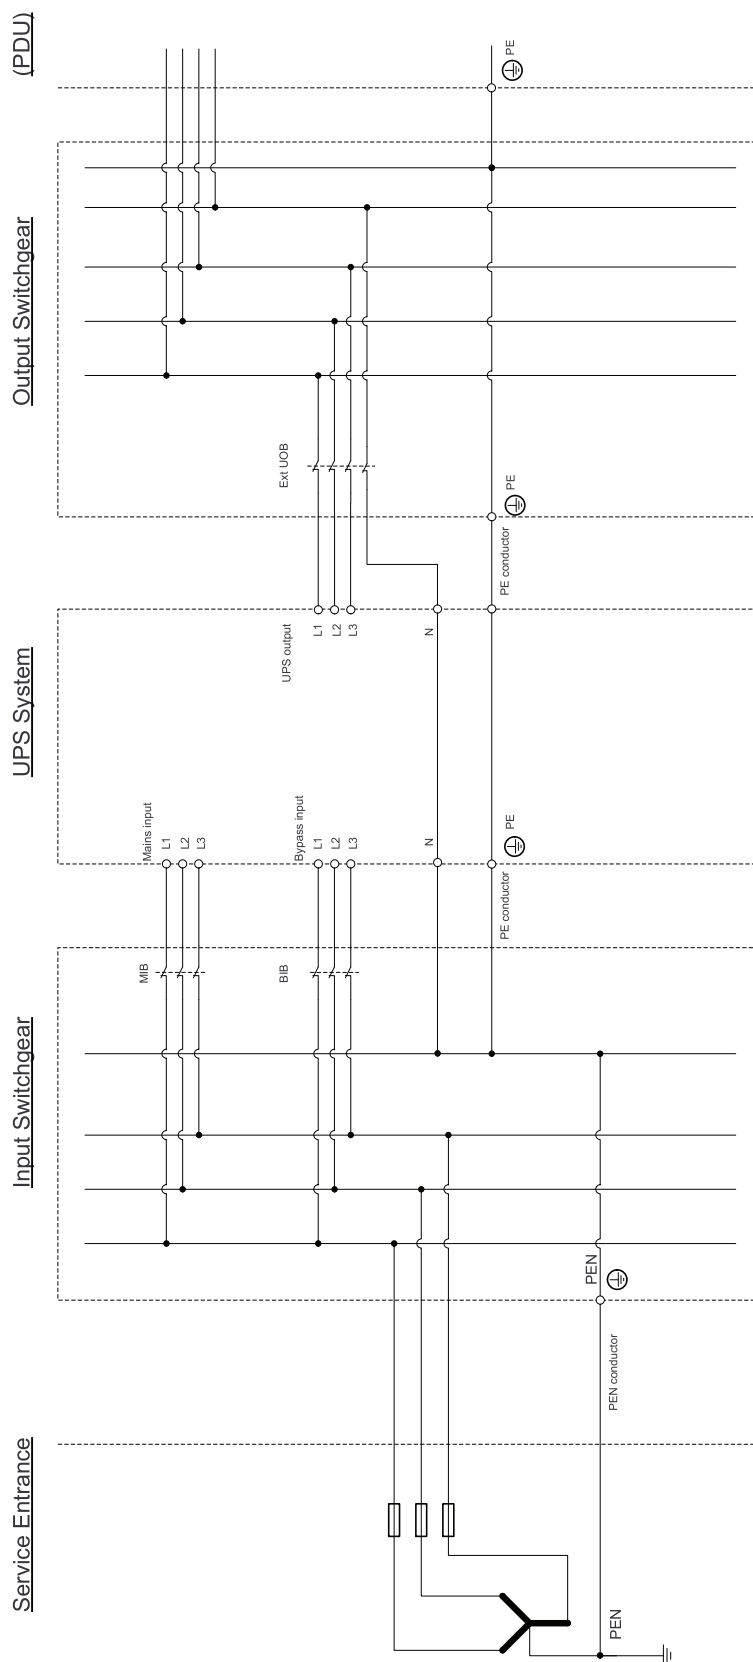 Service Entrance
PEN
PEN conductor
Input Switchgear
PEN
MIB
BIB
PE conductor
UPS System
Mains input
L1
L2
L3
Bypass input
L1
L2
L3
N
PE
UPS output
L1
L2
L3
N
PE conductor
Output Switchgear
Ext UOB
PE
(PDU)
PE